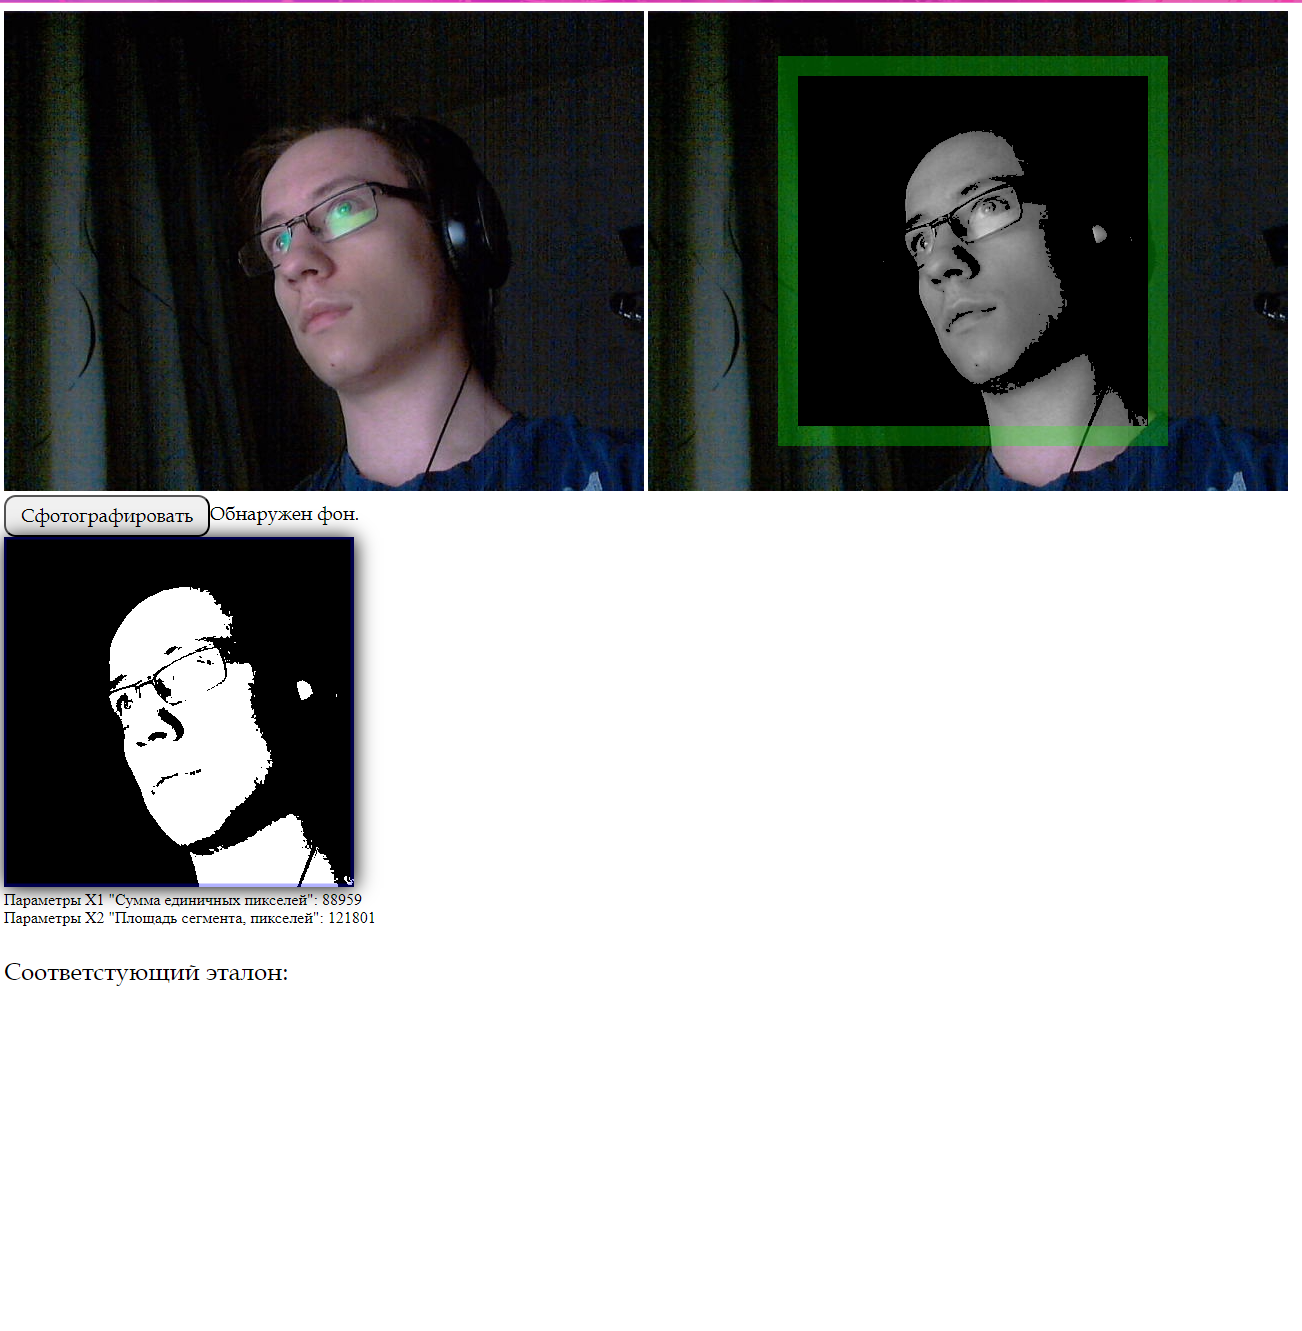 Сфотографировать
Обнаружен фон.
Параметры X1 "Сумма единичных пикселей": 88959
Параметры X2 "Площадь сегмента, пикселей": 121801
Соответстующий эталон: